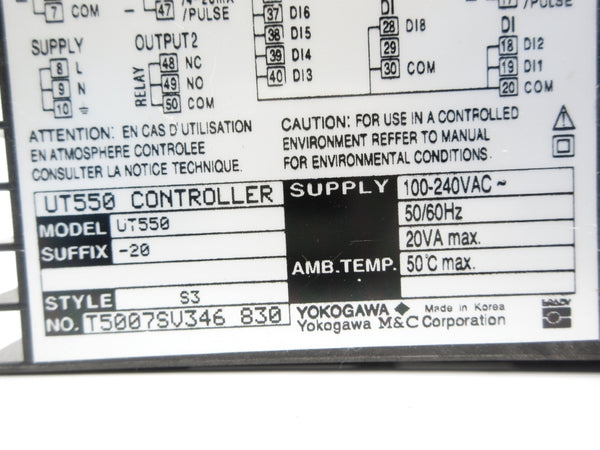 7 COM
47 /PULSE
37 DI6
38 DI5
39 DI4
40 DI3
DI
28 DI8
29
30 COM
/PULSE
DI
18 DI2
19 DI1
20 COM
SUPPLY
8 L
9 N
10
OUTPUT2
RELAY
48 NC
49 NO
50 COM
ATTENTION: EN CAS D'UTILISATION
EN ATMOSPHERE CONTROLEE
CONSULTER LA NOTICE TECHNIQUE.
CAUTION: FOR USE IN A CONTROLLED
ENVIRONMENT REFFER TO MANUAL
FOR ENVIRONMENTAL CONDITIONS.
UT550 CONTROLLER
MODEL UT550
SUFFIX -20
STYLE S3
NO. T5007SV346 830
SUPPLY 100-240VAC ~
50/60Hz
20VA max.
AMB.TEMP. 50°C max.
YOKOGAWA ◆ Made in Korea
Yokogawa M&C Corporation
BRADY